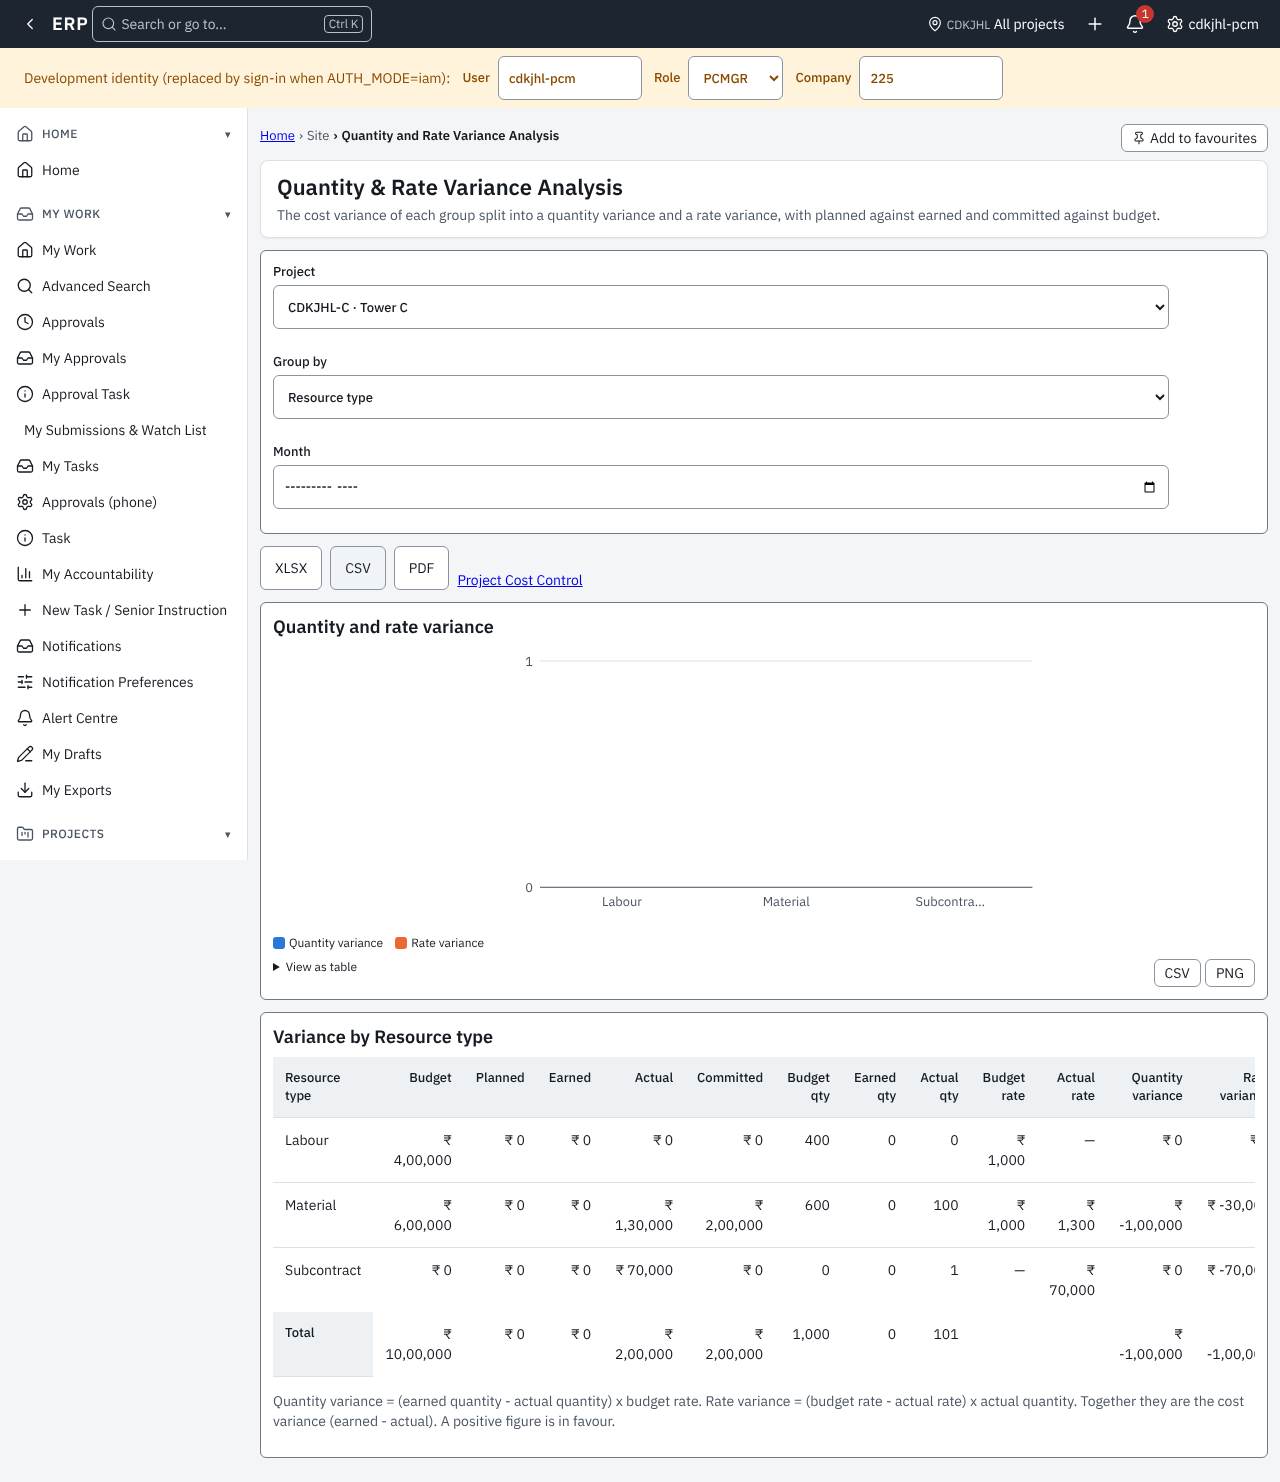 ERP
Search or go to...
Ctrl K
CDKJHL All projects
1
cdkjhl-pcm
Development identity (replaced by sign-in when AUTH_MODE=iam):
User
cdkjhl-pcm
Role
PCMGR
Company
225
HOME
Home
MY WORK
My Work
Advanced Search
Approvals
My Approvals
Approval Task
My Submissions & Watch List
My Tasks
Approvals (phone)
Task
My Accountability
New Task / Senior Instruction
Notifications
Notification Preferences
Alert Centre
My Drafts
My Exports
PROJECTS
Home › Site › Quantity and Rate Variance Analysis
Add to favourites
Quantity & Rate Variance Analysis
The cost variance of each group split into a quantity variance and a rate variance, with planned against earned and committed against budget.
Project
CDKJHL-C · Tower C
Group by
Resource type
Month
--------- ----
XLSX
CSV
PDF
Project Cost Control
Quantity and rate variance
1
0
Labour
Material
Subcontra...
Quantity variance
Rate variance
View as table
CSV
PNG
Variance by Resource type
Resource type Budget Planned Earned Actual Committed Budget qty Earned qty Actual qty Budget rate Actual rate Quantity variance
Labour ₹ 4,00,000 ₹ 0 ₹ 0 ₹ 0 ₹ 0 400 0 0 ₹ 1,000 — ₹ 0
Material ₹ 6,00,000 ₹ 0 ₹ 0 ₹ 1,30,000 ₹ 2,00,000 600 0 100 ₹ 1,000 ₹ 1,300 ₹ -1,00,000
Subcontract ₹ 0 ₹ 0 ₹ 0 ₹ 70,000 ₹ 0 0 0 1 — ₹ 70,000 ₹ 0
Total ₹ 10,00,000 ₹ 0 ₹ 0 ₹ 2,00,000 ₹ 2,00,000 1,000 0 101 ₹ -1,00,000
Quantity variance = (earned quantity - actual quantity) x budget rate. Rate variance = (budget rate - actual rate) x actual quantity. Together they are the cost
variance (earned - actual). A positive figure is in favour.